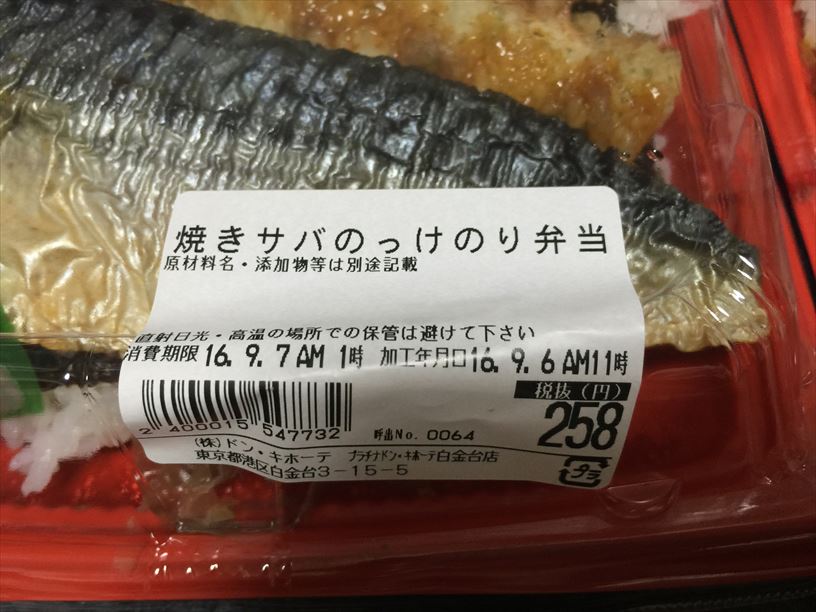 焼きサバのっけのり弁当
原材料名・添加物等は別途記載
直射日光・高温の場所での保管は避けて下さい
消費期限 16. 9. 7 AM 1時 加工年月日 16. 9. 6 AM11時
税抜(円)
258
2 400015 547732
呼出No. 0064
(株)ドン・キホーテ プラチナドン・キホーテ白金台店
東京都港区白金台3-15-5
プラ